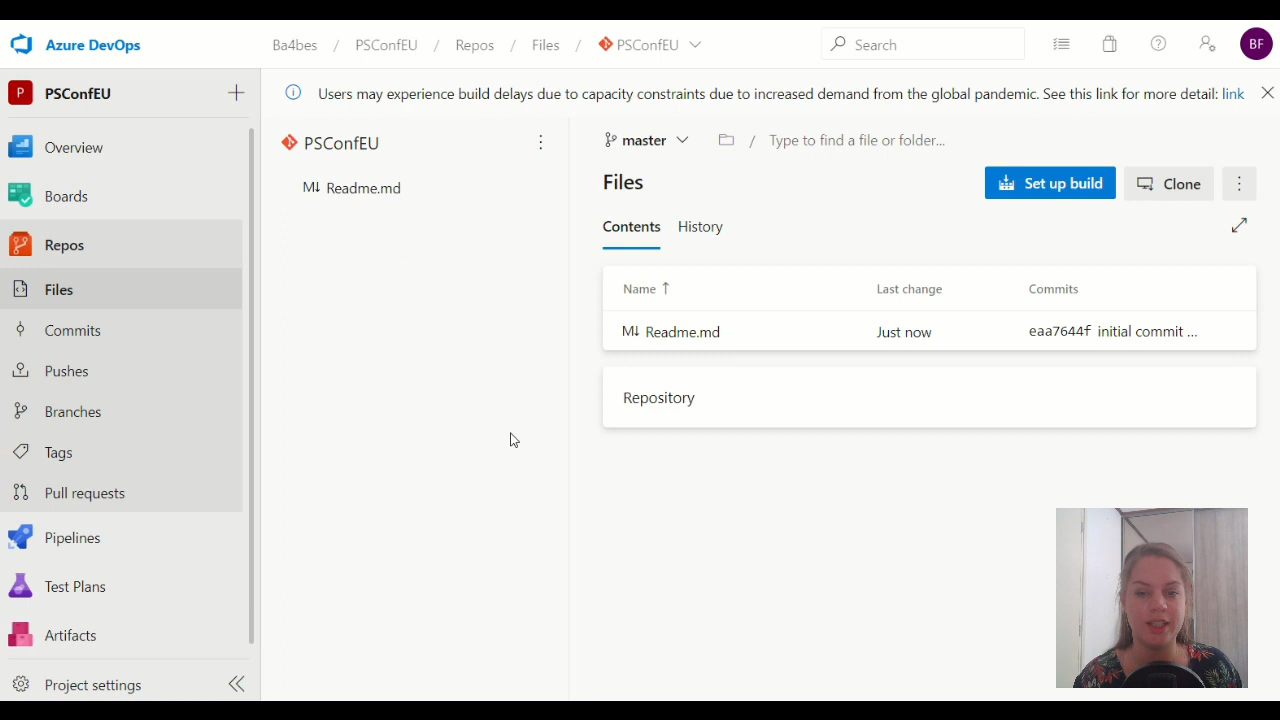 Azure DevOps
Ba4bes / PSConfEU / Repos / Files / PSConfEU
Search
BF
P PSConfEU
Users may experience build delays due to capacity constraints due to increased demand from the global pandemic. See this link for more detail: link
Overview
Boards
Repos
Files
Commits
Pushes
Branches
Tags
Pull requests
Pipelines
Test Plans
Artifacts
Project settings
PSConfEU
Readme.md
master / Type to find a file or folder...
Files
Set up build
Clone
Contents History
Name Last change Commits
Readme.md Just now eaa7644f initial commit ...
Repository